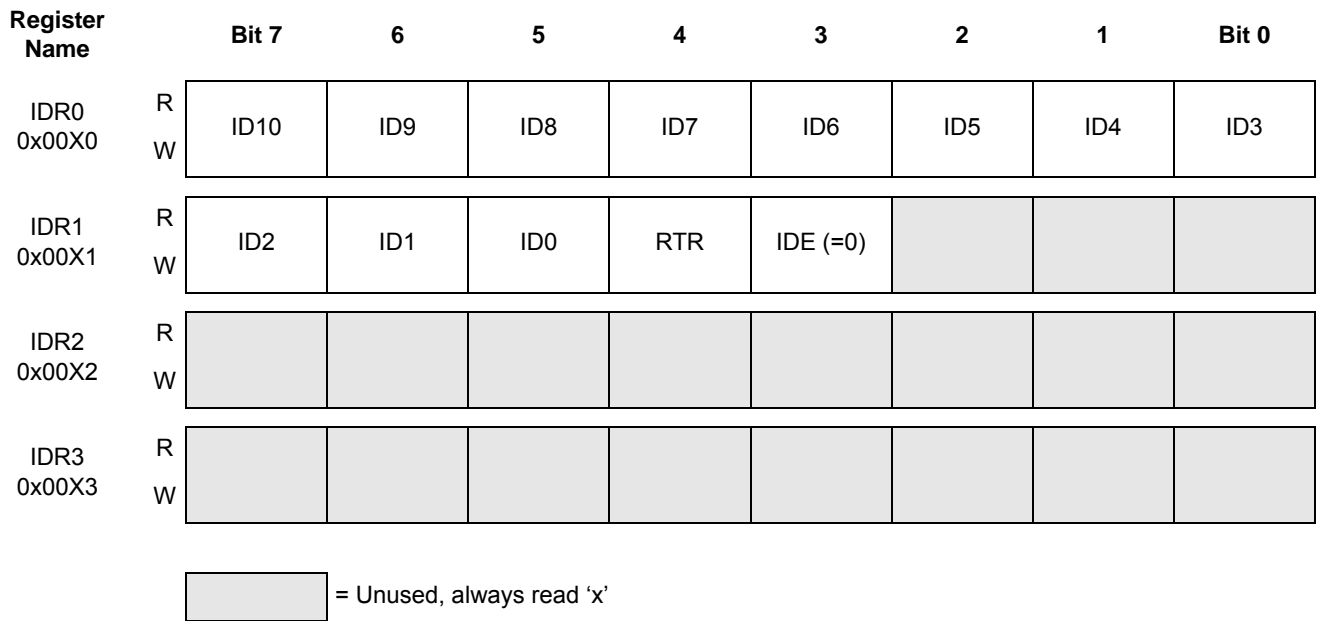 Register Name Bit 7 6 5 4 3 2 1 Bit 0
IDR0 0x00X0 R W ID10 ID9 ID8 ID7 ID6 ID5 ID4 ID3
IDR1 0x00X1 R W ID2 ID1 ID0 RTR IDE (=0)
IDR2 0x00X2 R W
IDR3 0x00X3 R W
= Unused, always read ‘x’